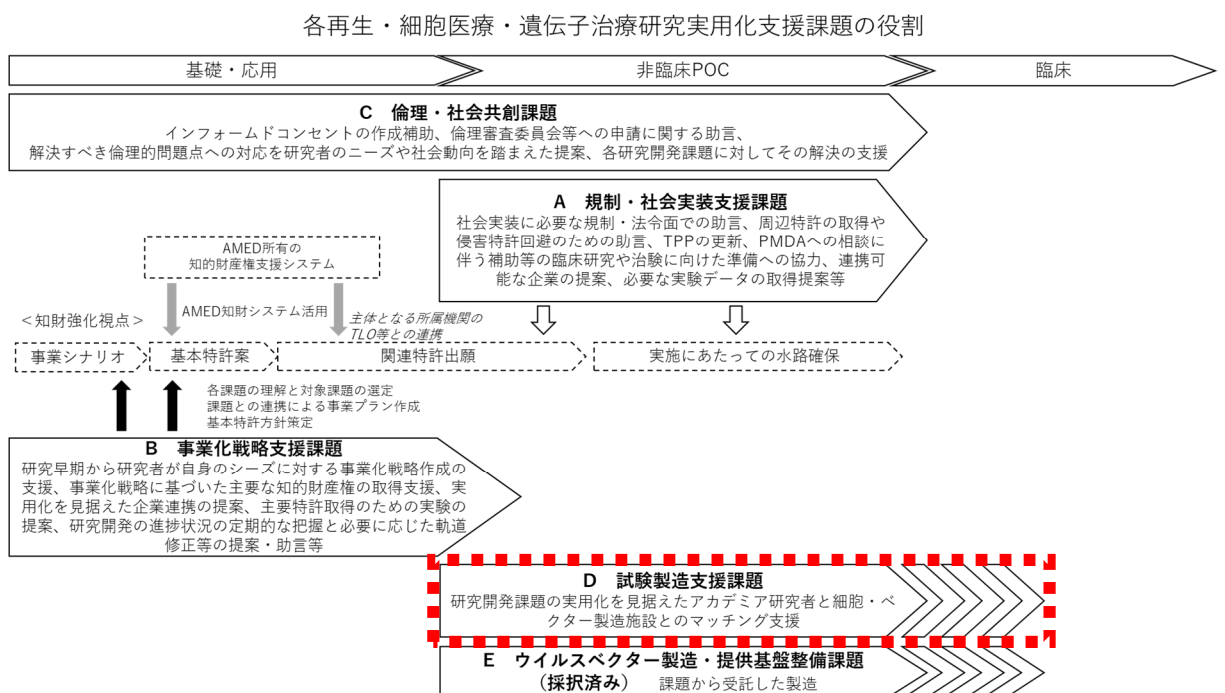 各再生・細胞医療・遺伝子治療研究実用化支援課題の役割
基礎・応用
非臨床POC
臨床
C　倫理・社会共創課題
インフォームドコンセントの作成補助、倫理審査委員会等への申請に関する助言、
解決すべき倫理的問題点への対応を研究者のニーズや社会動向を踏まえた提案、各研究開発課題に対してその解決の支援
A　規制・社会実装支援課題
社会実装に必要な規制・法令面での助言、周辺特許の取得や
侵害特許回避のための助言、TPPの更新、PMDAへの相談に
伴う補助等の臨床研究や治験に向けた準備への協力、連携可
能な企業の提案、必要な実験データの取得提案等
AMED所有の
知的財産権支援システム
AMED知財システム活用
＜知財強化視点＞
主体となる所属機関の
TLO等との連携
事業シナリオ
基本特許案
関連特許出願
実施にあたっての水路確保
各課題の理解と対象課題の選定
課題との連携による事業プラン作成
基本特許方針策定
B　事業化戦略支援課題
研究早期から研究者が自身のシーズに対する事業化戦略作成の
支援、事業化戦略に基づいた主要な知的財産権の取得支援、実
用化を見据えた企業連携の提案、主要特許取得のための実験の
提案、研究開発の進捗状況の定期的な把握と必要に応じた軌道
修正等の提案・助言等
D　試験製造支援課題
研究開発課題の実用化を見据えたアカデミア研究者と細胞・ベ
クター製造施設とのマッチング支援
E　ウイルスベクター製造・提供基盤整備課題
（採択済み）　課題から受託した製造